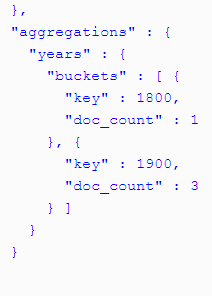 },
"aggregations" : {
"years" : {
"buckets" : [ {
"key" : 1800,
"doc_count" : 1
}, {
"key" : 1900,
"doc_count" : 3
} ]
}
}